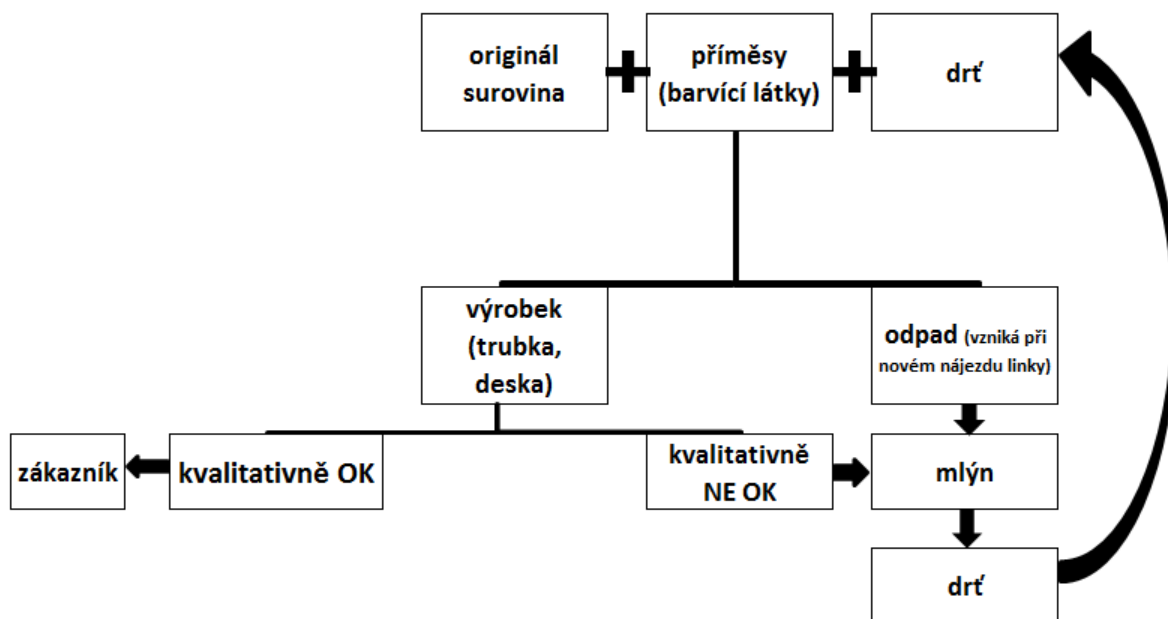 originál
surovina
příměsy
(barvící látky)
drť
výrobek
(trubka,
deska)
odpad (vzniká při
novém nájezdu linky)
zákazník
kvalitativně OK
kvalitativně
NE OK
mlýn
drť